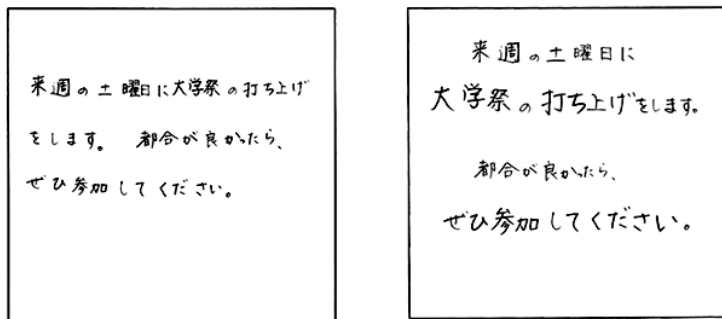 来週の土曜日に大学祭の打ち上げ
をします。 都合が良かったら、
ぜひ参加してください。
来週の土曜日に
大学祭の打ち上げをします。
都合が良かったら、
ぜひ参加してください。